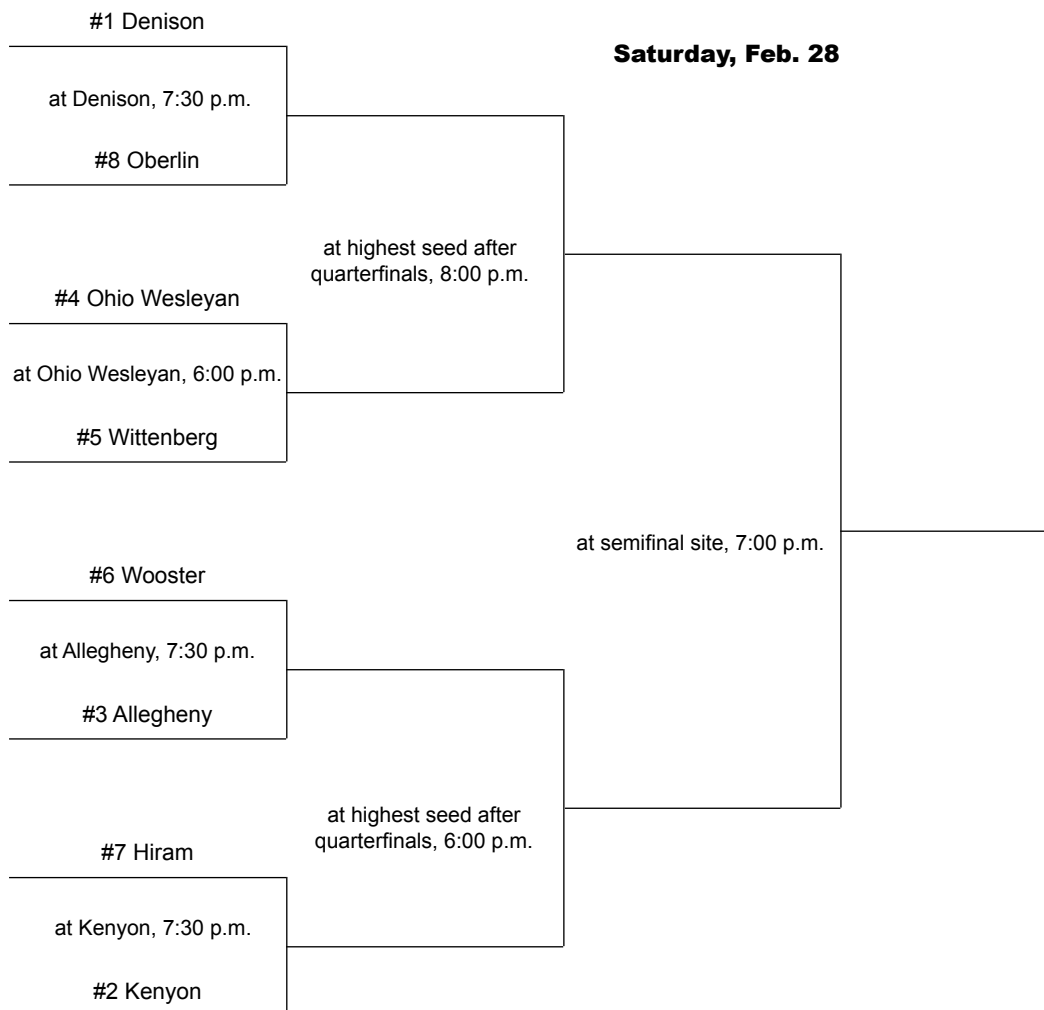 #1 Denison
Saturday, Feb. 28
at Denison, 7:30 p.m.
#8 Oberlin
at highest seed after
quarterfinals, 8:00 p.m.
#4 Ohio Wesleyan
at Ohio Wesleyan, 6:00 p.m.
#5 Wittenberg
at semifinal site, 7:00 p.m.
#6 Wooster
at Allegheny, 7:30 p.m.
#3 Allegheny
at highest seed after
quarterfinals, 6:00 p.m.
#7 Hiram
at Kenyon, 7:30 p.m.
#2 Kenyon